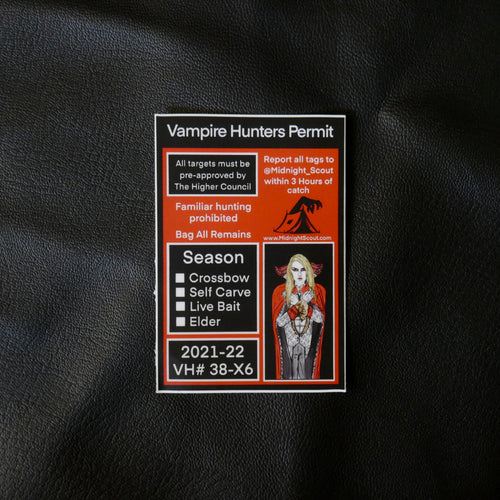 Vampire Hunters Permit
All targets must be
pre-approved by
The Higher Council
Report all tags to
@Midnight_Scout
within 3 Hours of
catch
Familiar hunting
prohibited
Bag All Remains
www.MidnightScout.com
Season
Crossbow
Self Carve
Live Bait
Elder
2021-22
VH# 38-X6